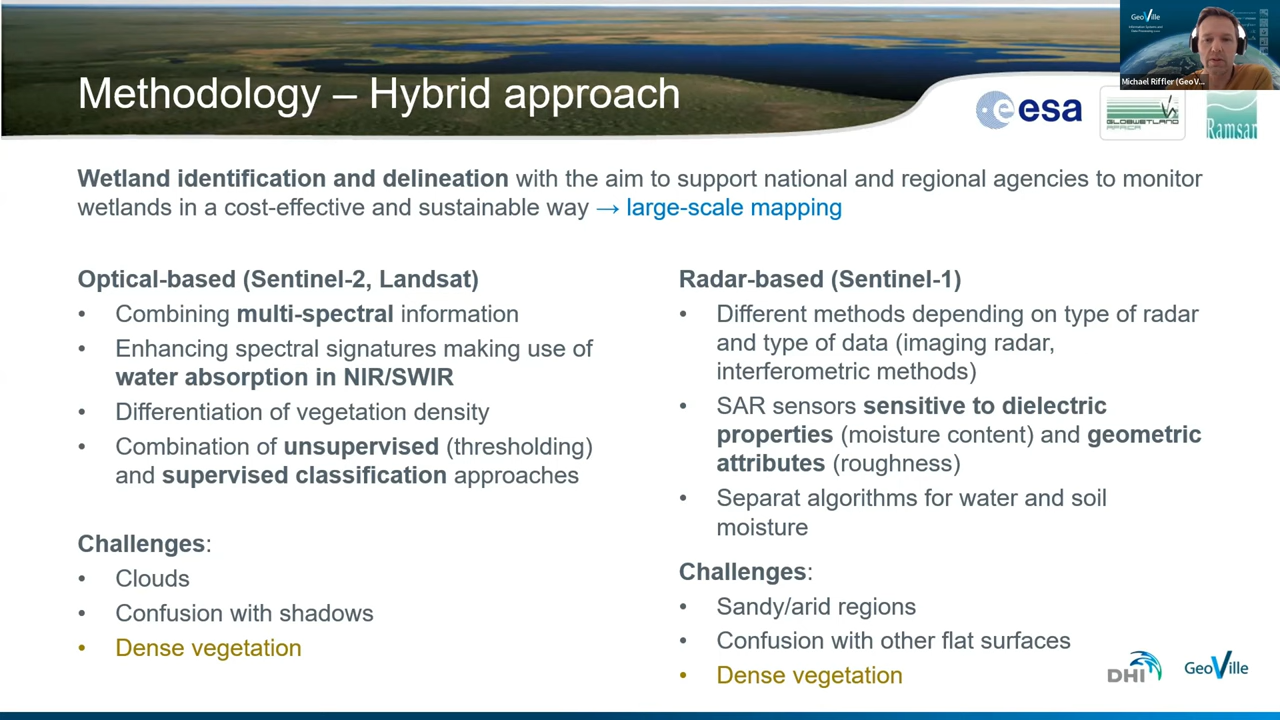 GeoVille
Michael Riffler (GeoV...
Methodology – Hybrid approach
esa
GLOBWETLAND
AFRICA
Ramsar
Wetland identification and delineation with the aim to support national and regional agencies to monitor
wetlands in a cost-effective and sustainable way → large-scale mapping
Optical-based (Sentinel-2, Landsat)
• Combining multi-spectral information
• Enhancing spectral signatures making use of
water absorption in NIR/SWIR
• Differentiation of vegetation density
• Combination of unsupervised (thresholding)
and supervised classification approaches
Challenges:
• Clouds
• Confusion with shadows
• Dense vegetation
Radar-based (Sentinel-1)
• Different methods depending on type of radar
and type of data (imaging radar,
interferometric methods)
• SAR sensors sensitive to dielectric
properties (moisture content) and geometric
attributes (roughness)
• Separat algorithms for water and soil
moisture
Challenges:
• Sandy/arid regions
• Confusion with other flat surfaces
• Dense vegetation
DHI
GeoVille